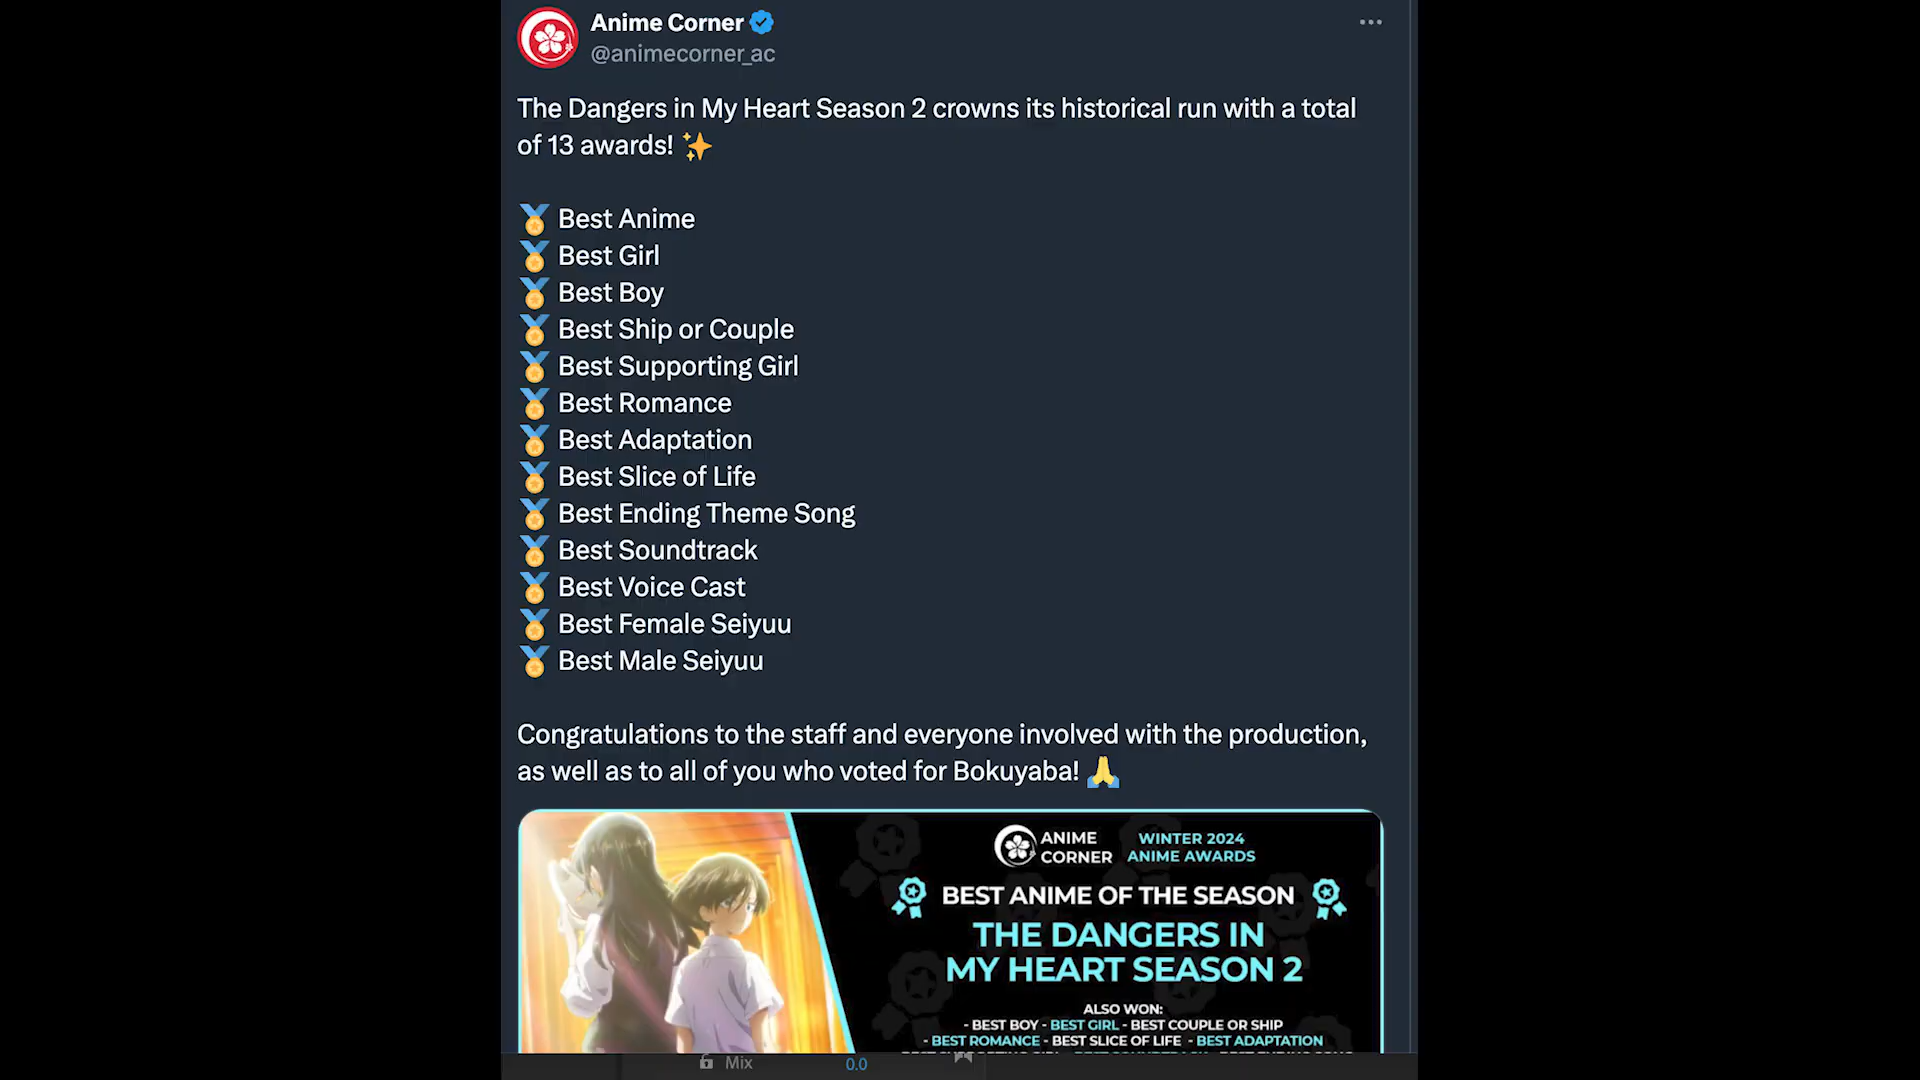 Anime Corner
@animecorner_ac
The Dangers in My Heart Season 2 crowns its historical run with a total
of 13 awards! ✨
🏅 Best Anime
🏅 Best Girl
🏅 Best Boy
🏅 Best Ship or Couple
🏅 Best Supporting Girl
🏅 Best Romance
🏅 Best Adaptation
🏅 Best Slice of Life
🏅 Best Ending Theme Song
🏅 Best Soundtrack
🏅 Best Voice Cast
🏅 Best Female Seiyuu
🏅 Best Male Seiyuu
Congratulations to the staff and everyone involved with the production,
as well as to all of you who voted for Bokuyaba! 🙏
ANIME CORNER
WINTER 2024 ANIME AWARDS
BEST ANIME OF THE SEASON
THE DANGERS IN
MY HEART SEASON 2
ALSO WON:
- BEST BOY - BEST GIRL - BEST COUPLE OR SHIP
- BEST ROMANCE - BEST SLICE OF LIFE - BEST ADAPTATION
Mix 0.0